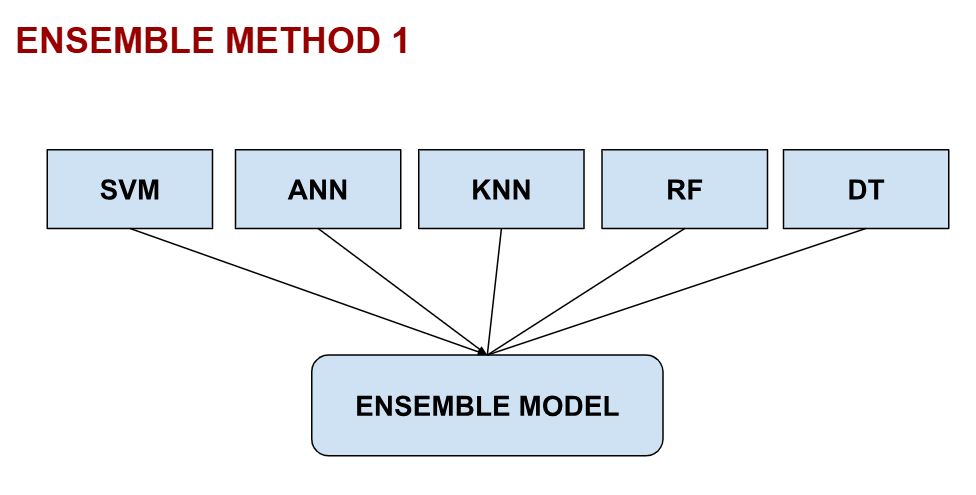 ENSEMBLE METHOD 1
SVM
ANN
KNN
RF
DT
ENSEMBLE MODEL